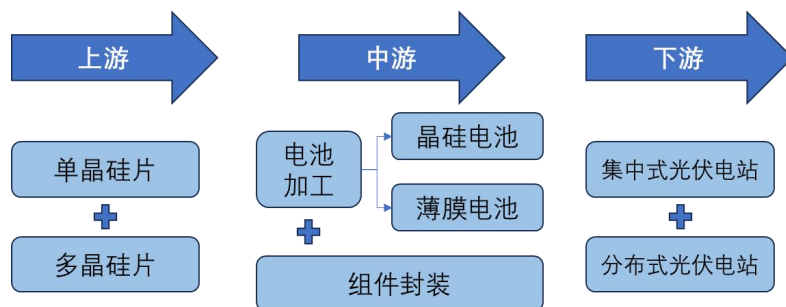 上游
中游
下游
单晶硅片
多晶硅片
电池
加工
晶硅电池
薄膜电池
组件封装
集中式光伏电站
分布式光伏电站